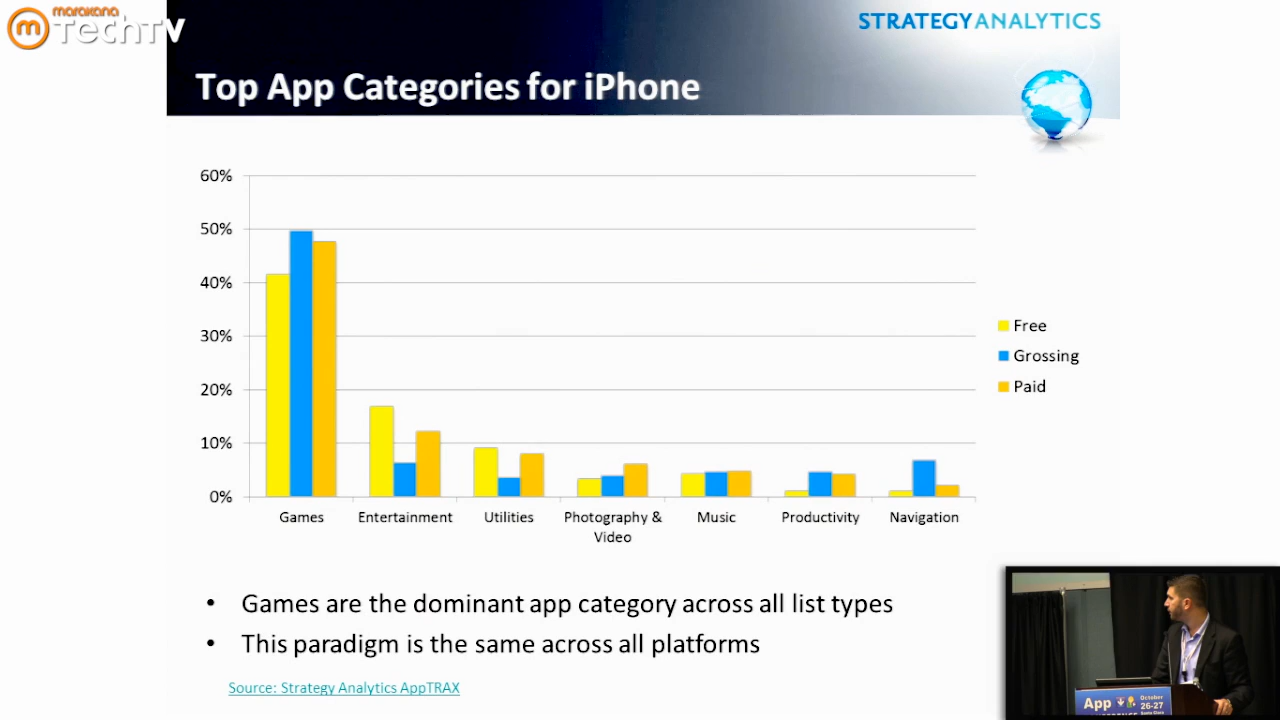 marakana
TechTV
STRATEGYANALYTICS
Top App Categories for iPhone
60%
50%
40%
30%
20%
10%
0%
Games
Entertainment
Utilities
Photography &
Video
Music
Productivity
Navigation
Free
Grossing
Paid
• Games are the dominant app category across all list types
• This paradigm is the same across all platforms
Source: Strategy Analytics AppTRAX
App
October
26-27